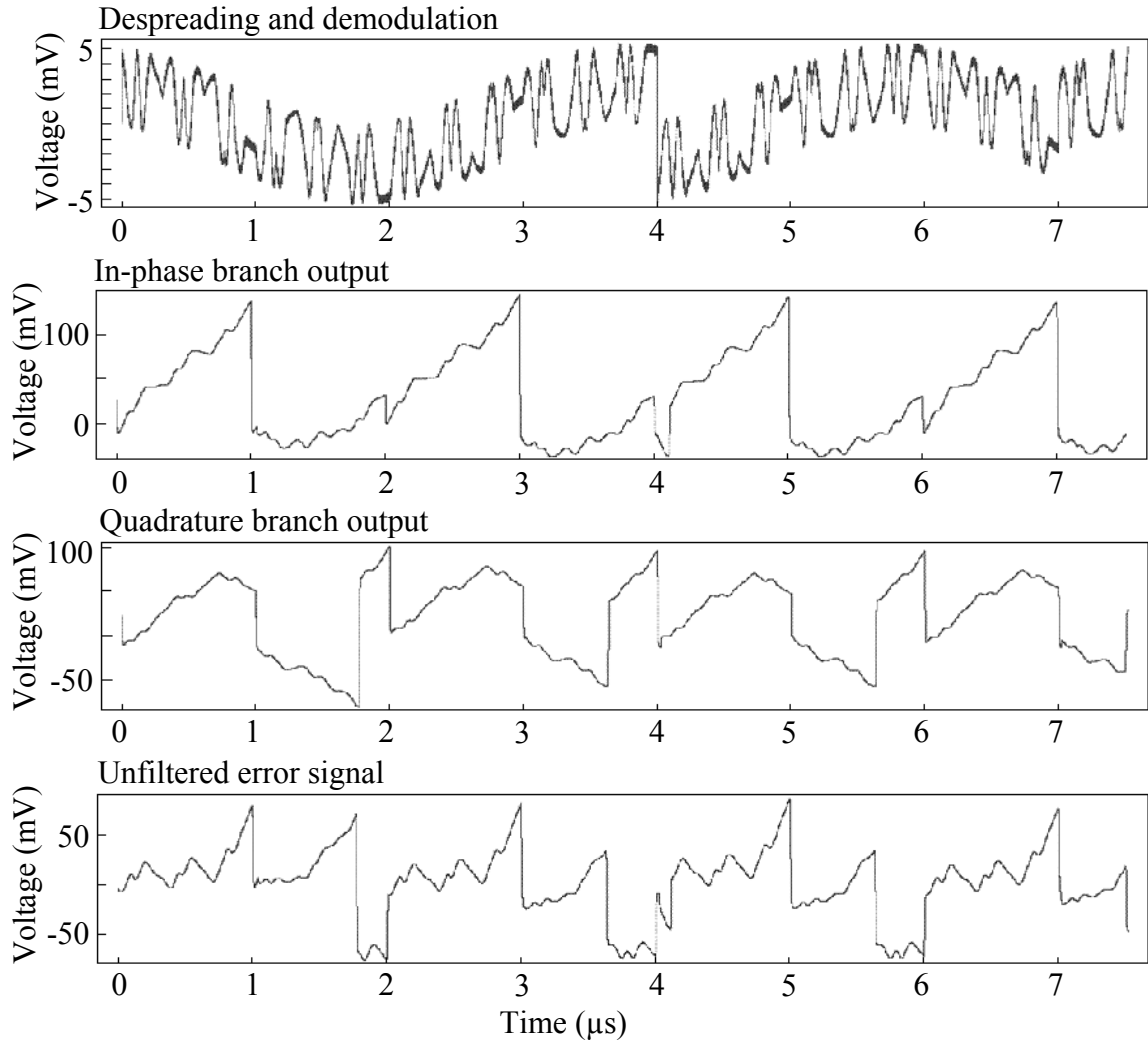 Despreading and demodulation
Voltage (mV)
5
-5
0 1 2 3 4 5 6 7
In-phase branch output
Voltage (mV)
100
0
0 1 2 3 4 5 6 7
Quadrature branch output
Voltage (mV)
100
-50
0 1 2 3 4 5 6 7
Unfiltered error signal
Voltage (mV)
50
-50
0 1 2 3 4 5 6 7
Time (µs)